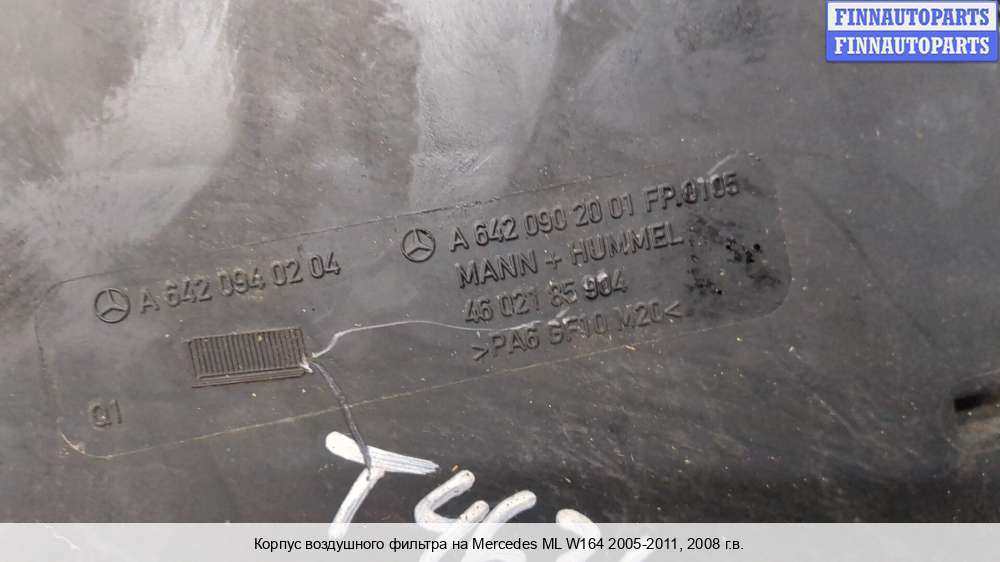 FINNAUTOPARTS
FINNAUTOPARTS
A 642 090 20 01 FP.0105
MANN + HUMMEL
46 021 85 904
>PA6 GF10 M20<
A 642 094 02 04
Q1
Корпус воздушного фильтра на Mercedes ML W164 2005-2011, 2008 г.в.